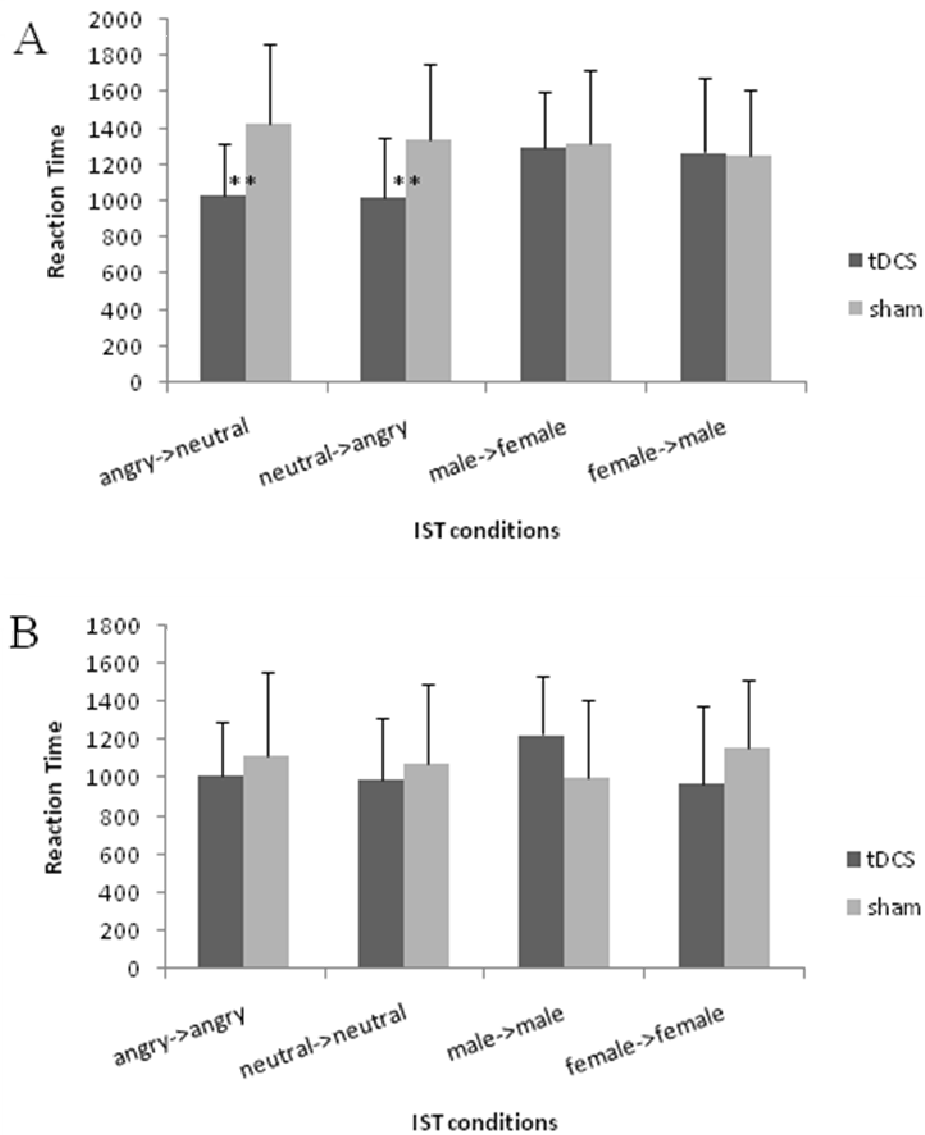 A
2000
1800
1600
1400
1200
1000
800
600
400
200
0
Reaction Time
**
**
tDCS
sham
angry->neutral
neutral->angry
male->female
female->male
IST conditions
B
1800
1600
1400
1200
1000
800
600
400
200
0
Reaction Time
tDCS
sham
angry->angry
neutral->neutral
male->male
female->female
IST conditions